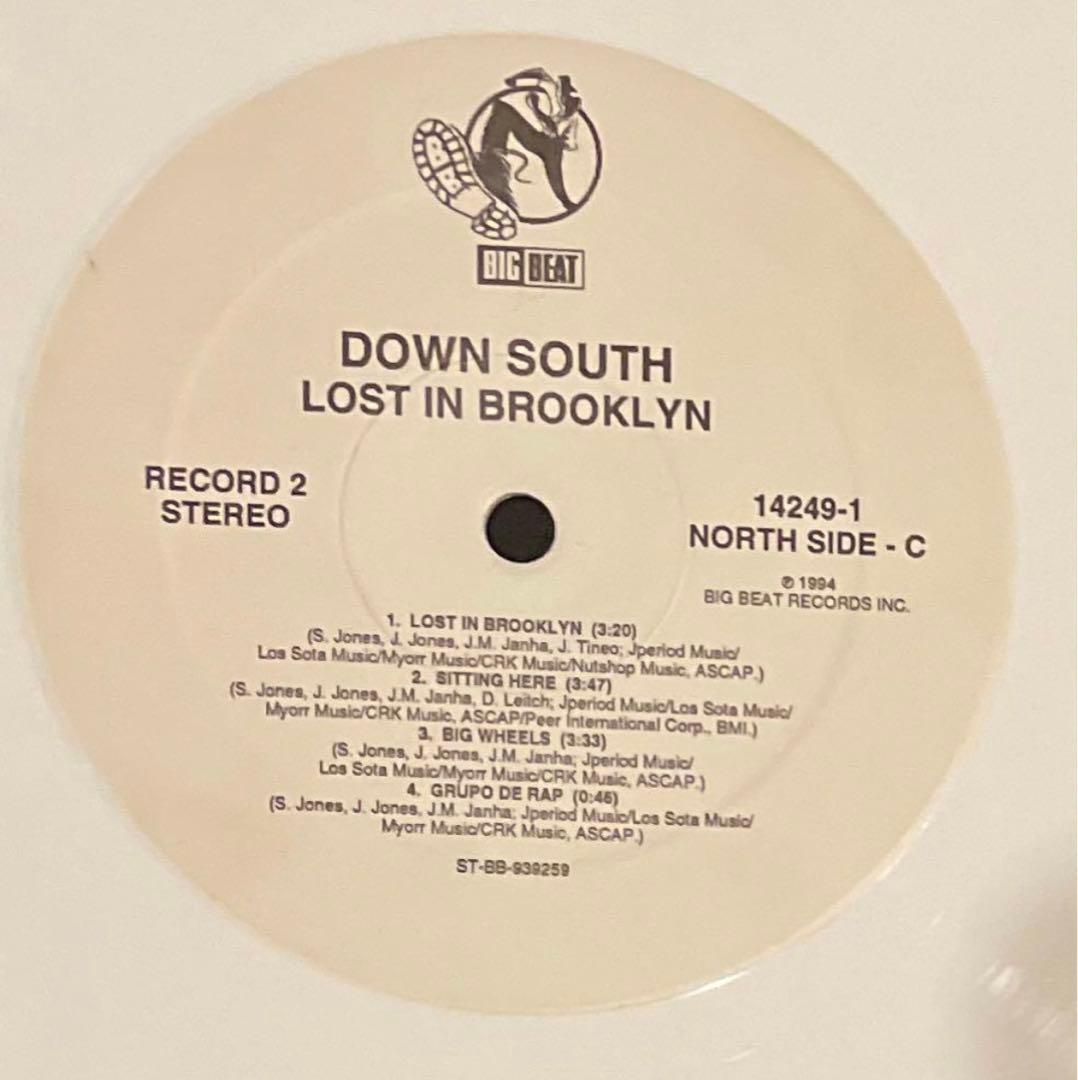 BB
BIG BEAT
DOWN SOUTH
LOST IN BROOKLYN
RECORD 2
STEREO
14249-1
NORTH SIDE - C
℗ 1994
BIG BEAT RECORDS INC.
1. LOST IN BROOKLYN (3:20)
(S. Jones, J. Jones, J.M. Janha, J. Tineo; Jperiod Music/
Los Sota Music/Myorr Music/CRK Music/Nutshop Music, ASCAP.)
2. SITTING HERE (3:47)
(S. Jones, J. Jones, J.M. Janha, D. Leitch; Jperiod Music/Los Sota Music/
Myorr Music/CRK Music, ASCAP/Peer International Corp., BMI.)
3. BIG WHEELS (3:33)
(S. Jones, J. Jones, J.M. Janha; Jperiod Music/
Los Sota Music/Myorr Music/CRK Music, ASCAP.)
4. GRUPO DE RAP (0:46)
(S. Jones, J. Jones, J.M. Janha; Jperiod Music/Los Sota Music/
Myorr Music/CRK Music, ASCAP.)
ST-BB-939259